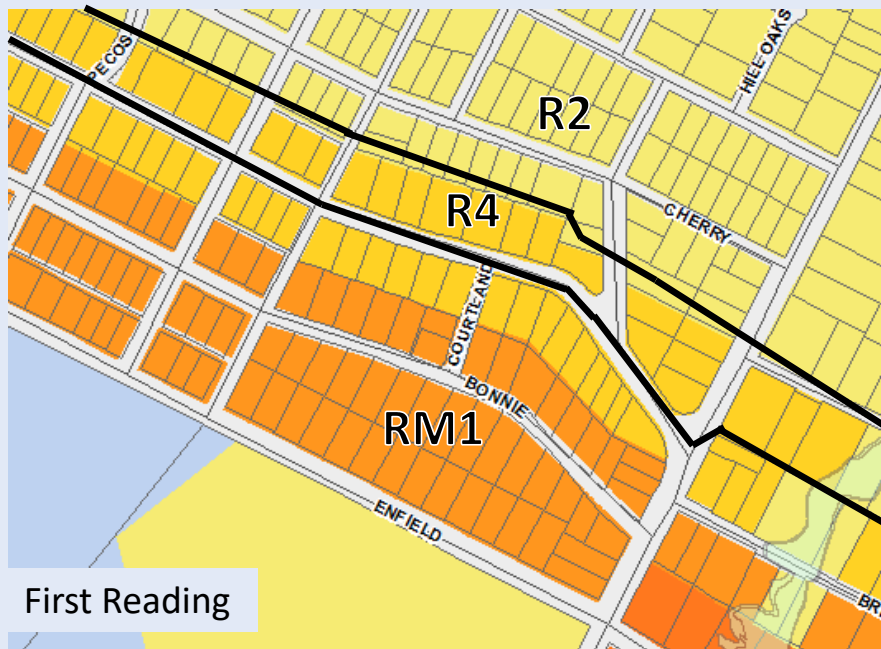 HILL OAKS
PECOS
R2
R4
CHERRY
COURTLAND
BONNIE
RM1
ENFIELD
First Reading